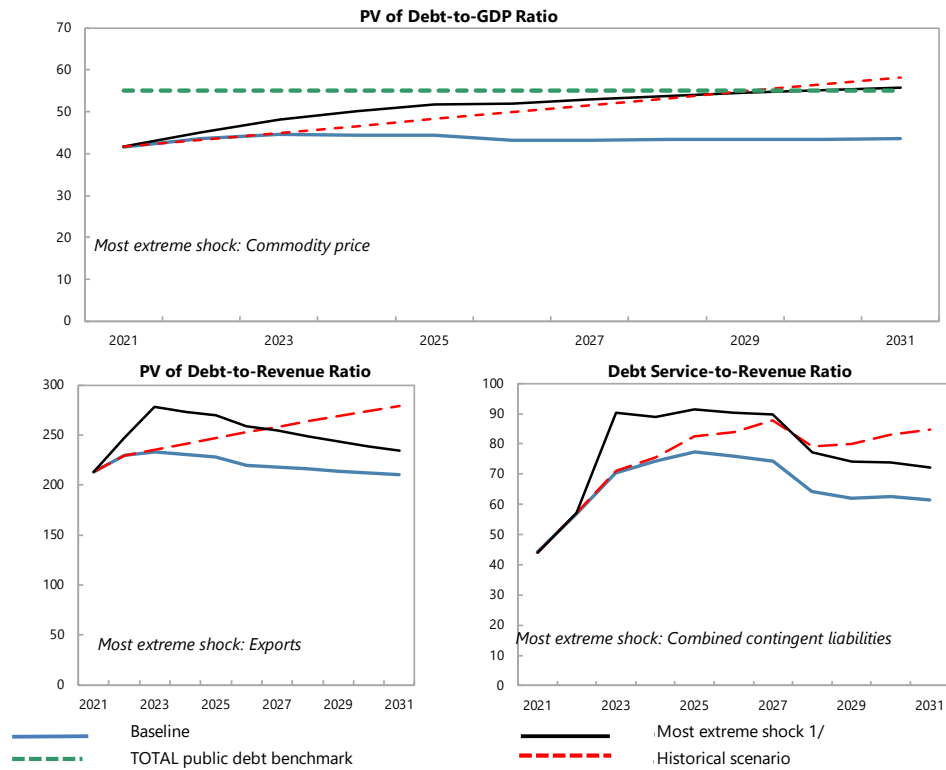 PV of Debt-to-GDP Ratio
70
60
50
40
30
20
10
0
Most extreme shock: Commodity price
2021 2023 2025 2027 2029 2031
PV of Debt-to-Revenue Ratio
300
250
200
150
100
50
0
Most extreme shock: Exports
2021 2023 2025 2027 2029 2031
Debt Service-to-Revenue Ratio
100
90
80
70
60
50
40
30
20
10
0
Most extreme shock: Combined contingent liabilities
2021 2023 2025 2027 2029 2031
Baseline
Most extreme shock 1/
TOTAL public debt benchmark
Historical scenario